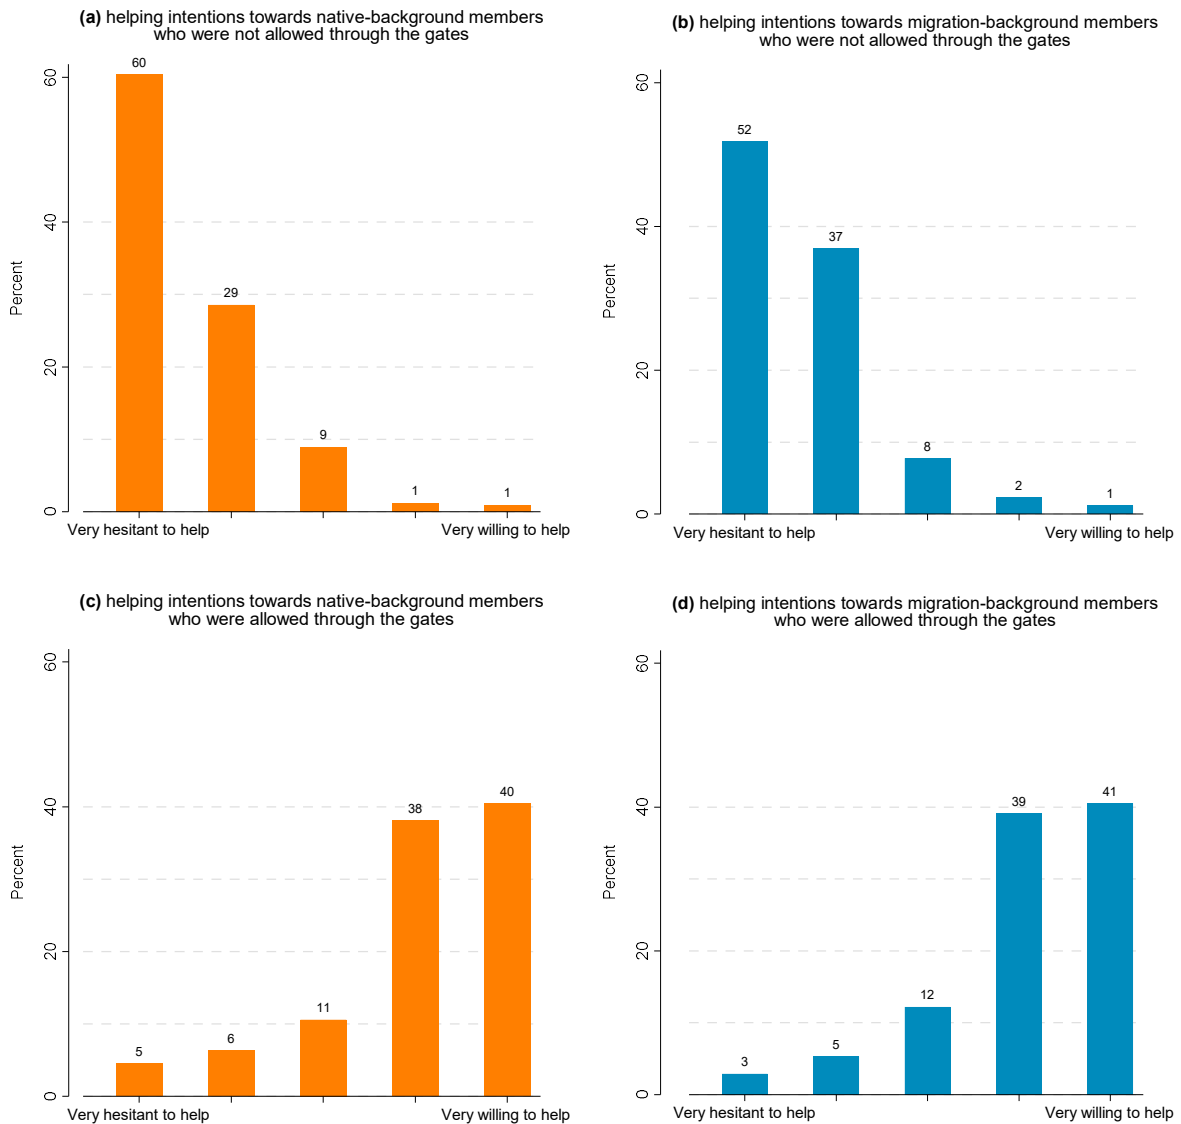 (a) helping intentions towards native-background members
who were not allowed through the gates
60
40
20
0
Percent
60
29
9
1
1
Very hesitant to help
Very willing to help
(b) helping intentions towards migration-background members
who were not allowed through the gates
60
40
20
0
Percent
52
37
8
2
1
Very hesitant to help
Very willing to help
(c) helping intentions towards native-background members
who were allowed through the gates
60
40
20
0
Percent
5
6
11
38
40
Very hesitant to help
Very willing to help
(d) helping intentions towards migration-background members
who were allowed through the gates
60
40
20
0
Percent
3
5
12
39
41
Very hesitant to help
Very willing to help